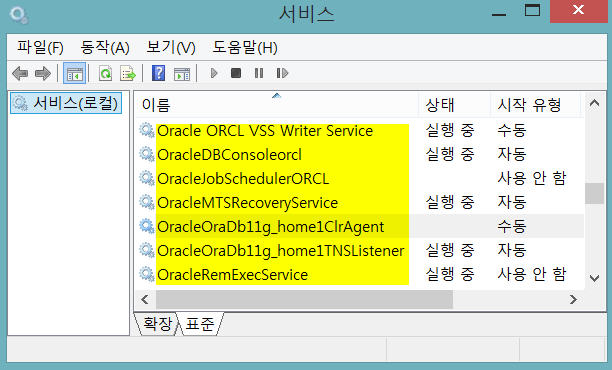 서비스
파일(F) 동작(A) 보기(V) 도움말(H)
서비스(로컬)
이름 상태 시작 유형
Oracle ORCL VSS Writer Service 실행 중 수동
OracleDBConsoleorcl 실행 중 자동
OracleJobSchedulerORCL 사용 안 함
OracleMTSRecoveryService 실행 중 자동
OracleOraDb11g_home1ClrAgent 수동
OracleOraDb11g_home1TNSListener 실행 중 자동
OracleRemExecService 실행 중 사용 안 함
확장 표준